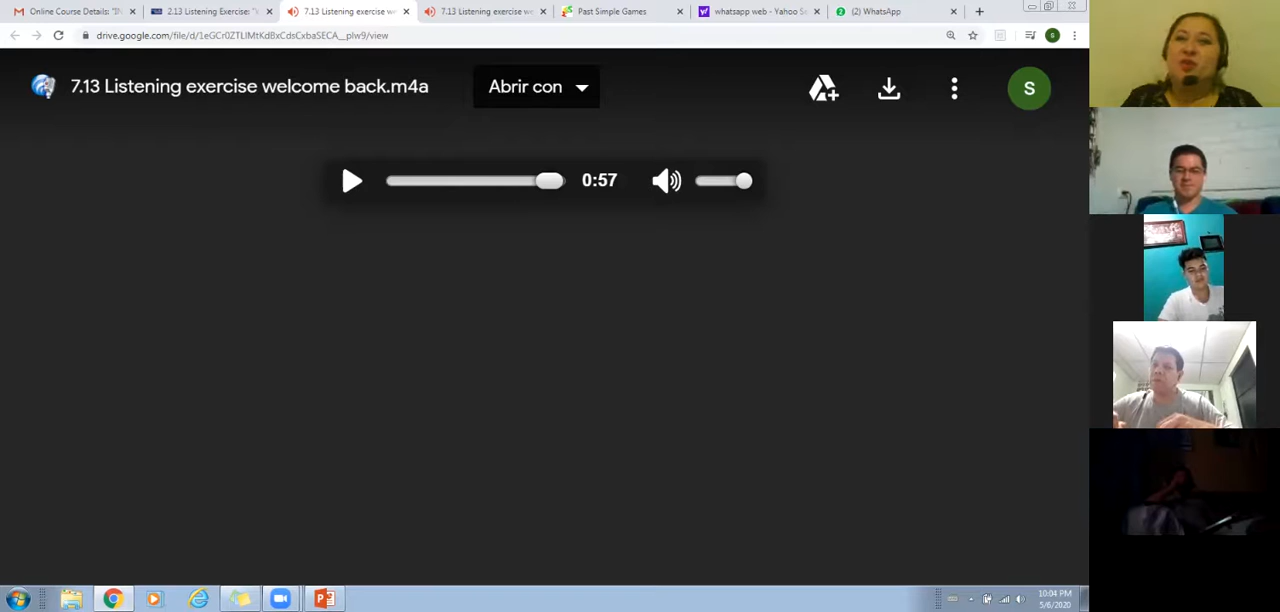 Online Course Details: "I
2.13 Listening Exercise: "
7.13 Listening exercise w
7.13 Listening exercise w
Past Simple Games
whatsapp web - Yahoo S
(2) WhatsApp
drive.google.com/file/d/1eGCr0ZTLlMtKdBxCdsCxbaSECA__plw9/view
7.13 Listening exercise welcome back.m4a
Abrir con
S
0:57
10:04 PM
5/6/2020